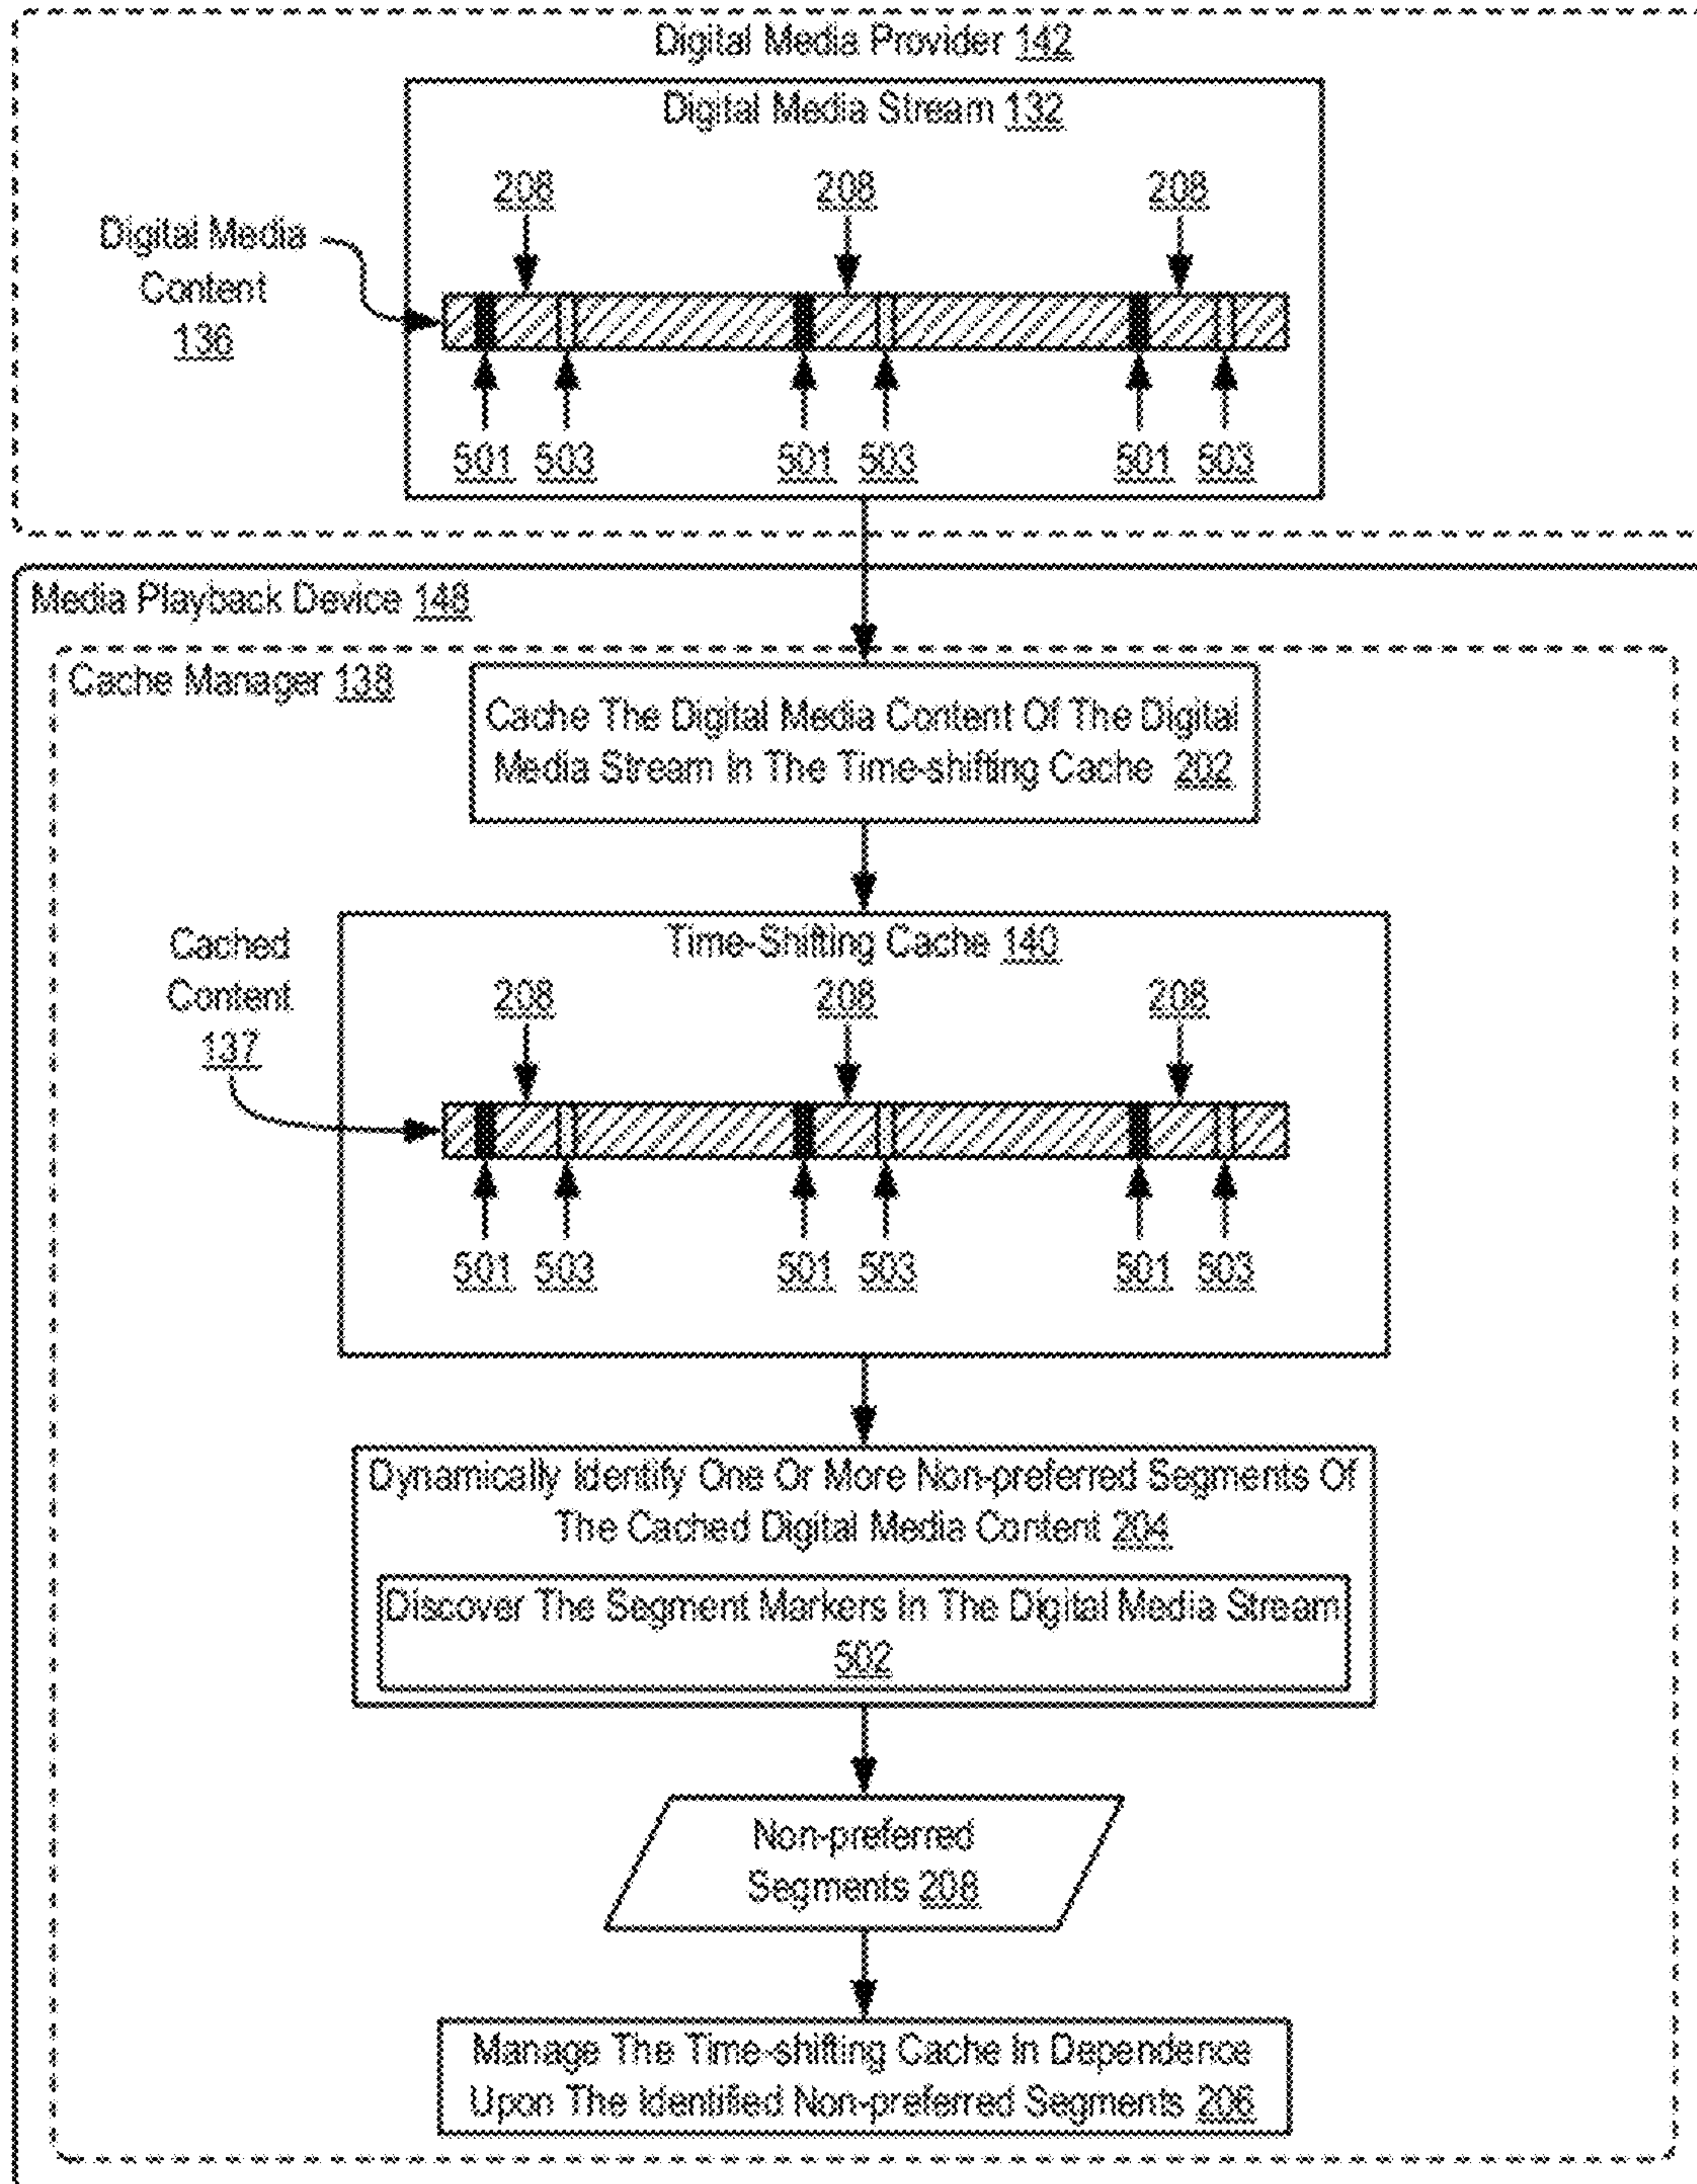 Digital Media Provider 142
Digital Media Stream 132
208 208 208
Digital Media
Content
136
501 503 501 503 501 503
Media Playback Device 148
Cache Manager 138
Cache The Digital Media Content Of The Digital
Media Stream In The Time-shifting Cache 202
Time-Shifting Cache 140
Cached
Content
137
208 208 208
501 503 501 503 501 503
Dynamically Identify One Or More Non-preferred Segments Of
The Cached Digital Media Content 204
Discover The Segment Markers In The Digital Media Stream
502
Non-preferred
Segments 208
Manage The Time-shifting Cache In Dependence
Upon The Identified Non-preferred Segments 206